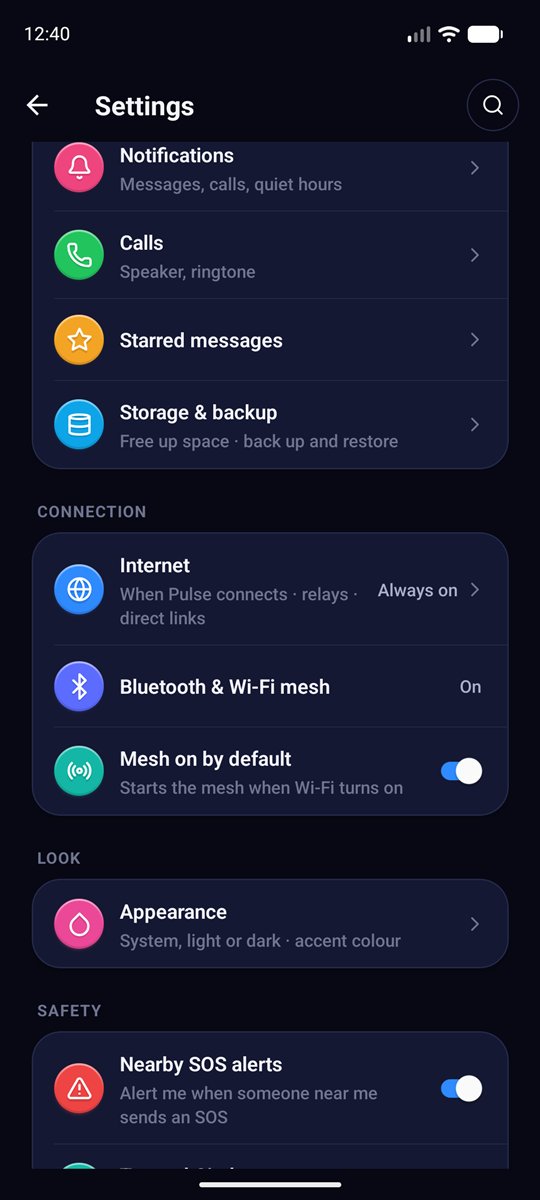 12:40
Settings
Notifications
Messages, calls, quiet hours
Calls
Speaker, ringtone
Starred messages
Storage & backup
Free up space · back up and restore
CONNECTION
Internet
When Pulse connects · relays ·
direct links
Always on
Bluetooth & Wi-Fi mesh
On
Mesh on by default
Starts the mesh when Wi-Fi turns on
LOOK
Appearance
System, light or dark · accent colour
SAFETY
Nearby SOS alerts
Alert me when someone near me
sends an SOS